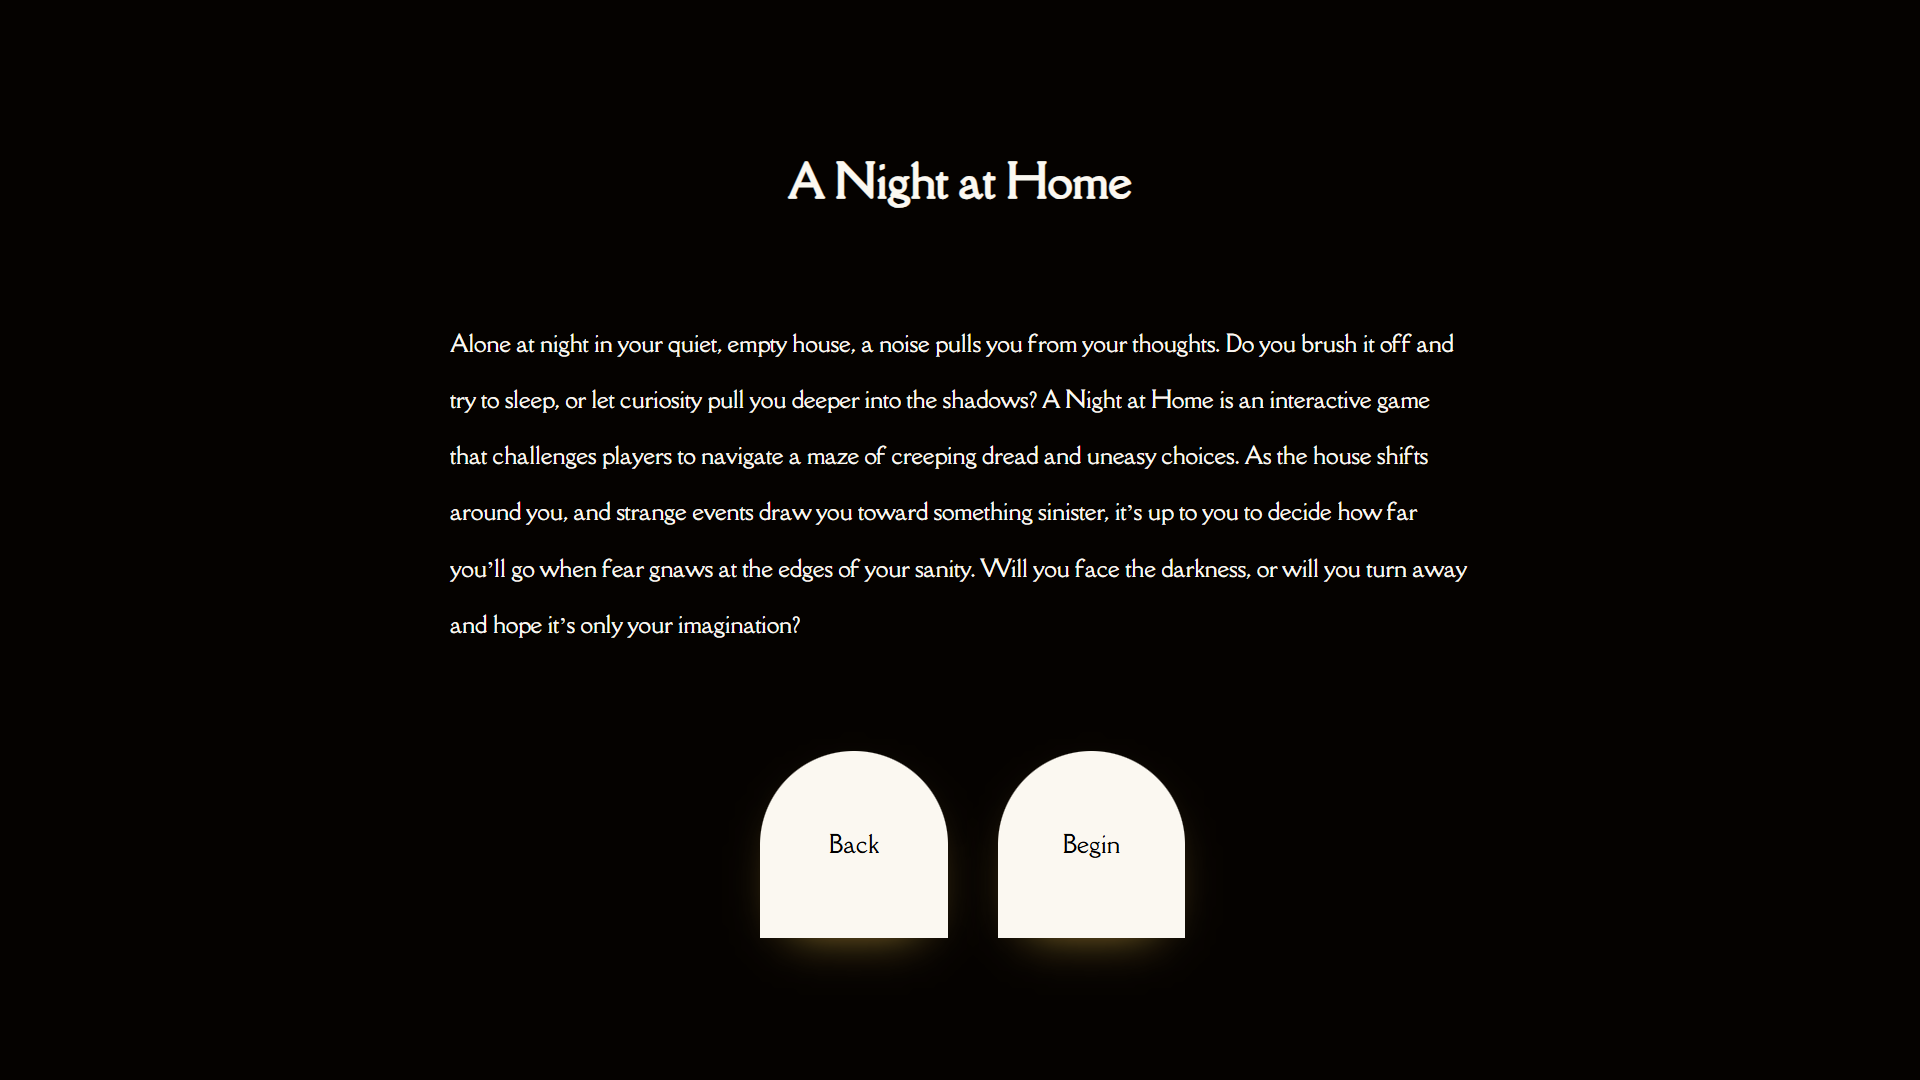 A Night at Home
Alone at night in your quiet, empty house, a noise pulls you from your thoughts. Do you brush it off and
try to sleep, or let curiosity pull you deeper into the shadows? A Night at Home is an interactive game
that challenges players to navigate a maze of creeping dread and uneasy choices. As the house shifts
around you, and strange events draw you toward something sinister, it’s up to you to decide how far
you’ll go when fear gnaws at the edges of your sanity. Will you face the darkness, or will you turn away
and hope it’s only your imagination?
Back
Begin